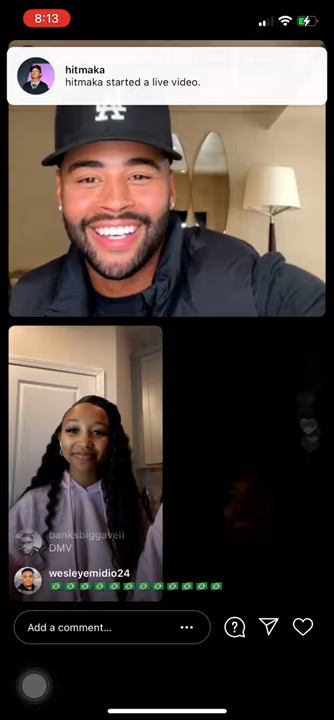 8:13
hitmaka
hitmaka started a live video.
LA
banksbiggaveli
DMV
wesleyemidio24
🇧🇷🇧🇷🇧🇷🇧🇷🇧🇷🇧🇷🇧🇷🇧🇷🇧🇷🇧🇷🇧🇷🇧🇷
Add a comment...